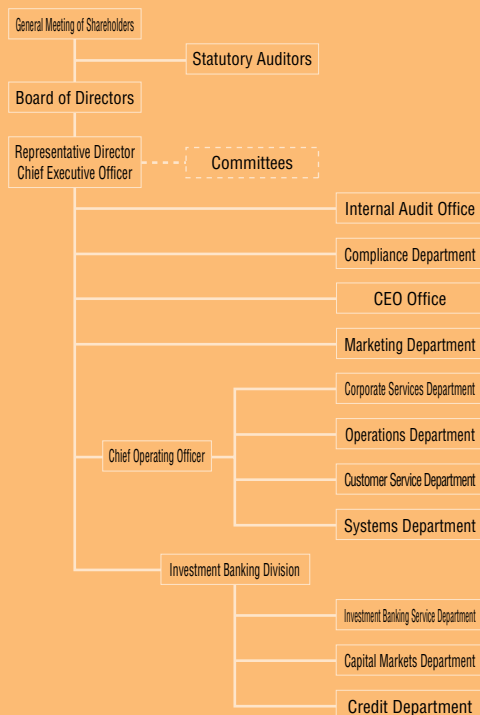 General Meeting of Shareholders
Statutory Auditors
Board of Directors
Representative Director
Chief Executive Officer
Committees
Internal Audit Office
Compliance Department
CEO Office
Marketing Department
Corporate Services Department
Operations Department
Chief Operating Officer
Customer Service Department
Systems Department
Investment Banking Division
Investment Banking Service Department
Capital Markets Department
Credit Department